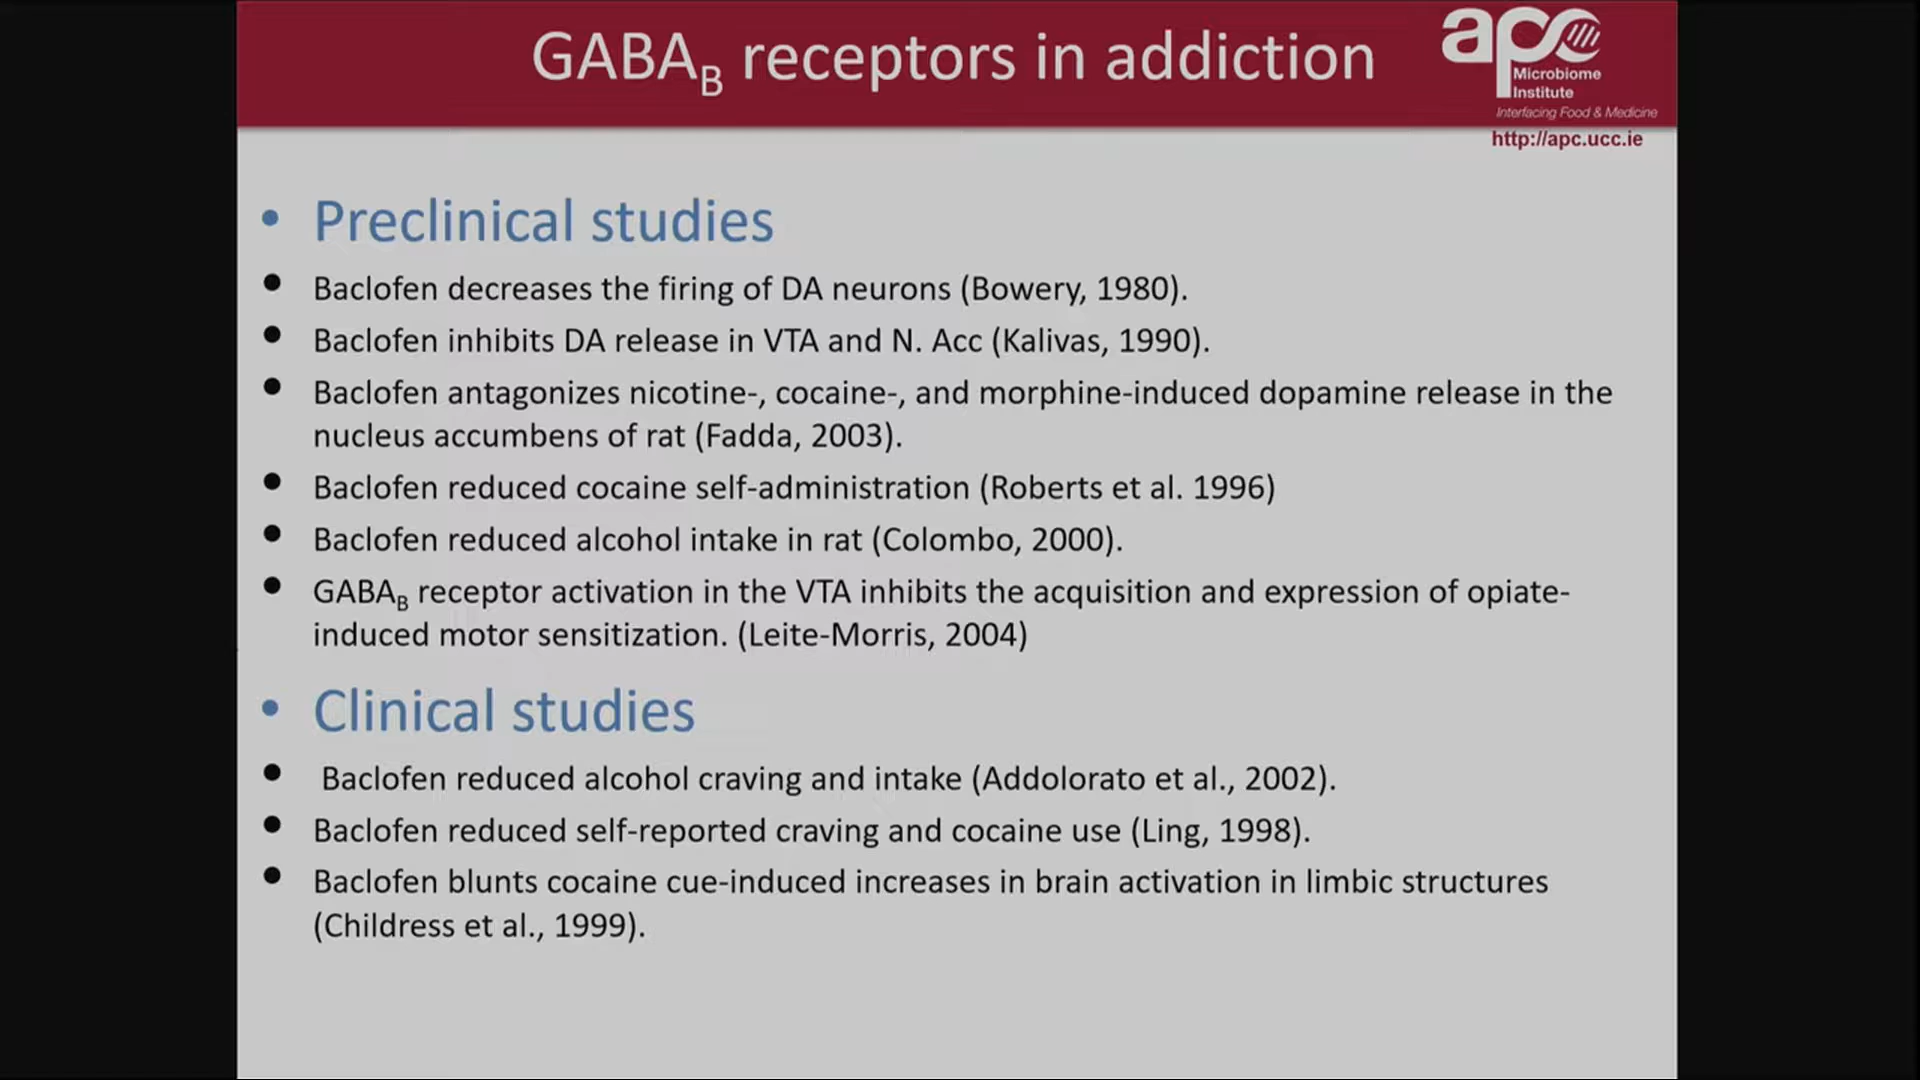 GABAB receptors in addiction
apc
Microbiome
Institute
Interfacing Food & Medicine
http://apc.ucc.ie
• Preclinical studies
• Baclofen decreases the firing of DA neurons (Bowery, 1980).
• Baclofen inhibits DA release in VTA and N. Acc (Kalivas, 1990).
• Baclofen antagonizes nicotine-, cocaine-, and morphine-induced dopamine release in the
nucleus accumbens of rat (Fadda, 2003).
• Baclofen reduced cocaine self-administration (Roberts et al. 1996)
• Baclofen reduced alcohol intake in rat (Colombo, 2000).
• GABAB receptor activation in the VTA inhibits the acquisition and expression of opiate-
induced motor sensitization. (Leite-Morris, 2004)
• Clinical studies
• Baclofen reduced alcohol craving and intake (Addolorato et al., 2002).
• Baclofen reduced self-reported craving and cocaine use (Ling, 1998).
• Baclofen blunts cocaine cue-induced increases in brain activation in limbic structures
(Childress et al., 1999).